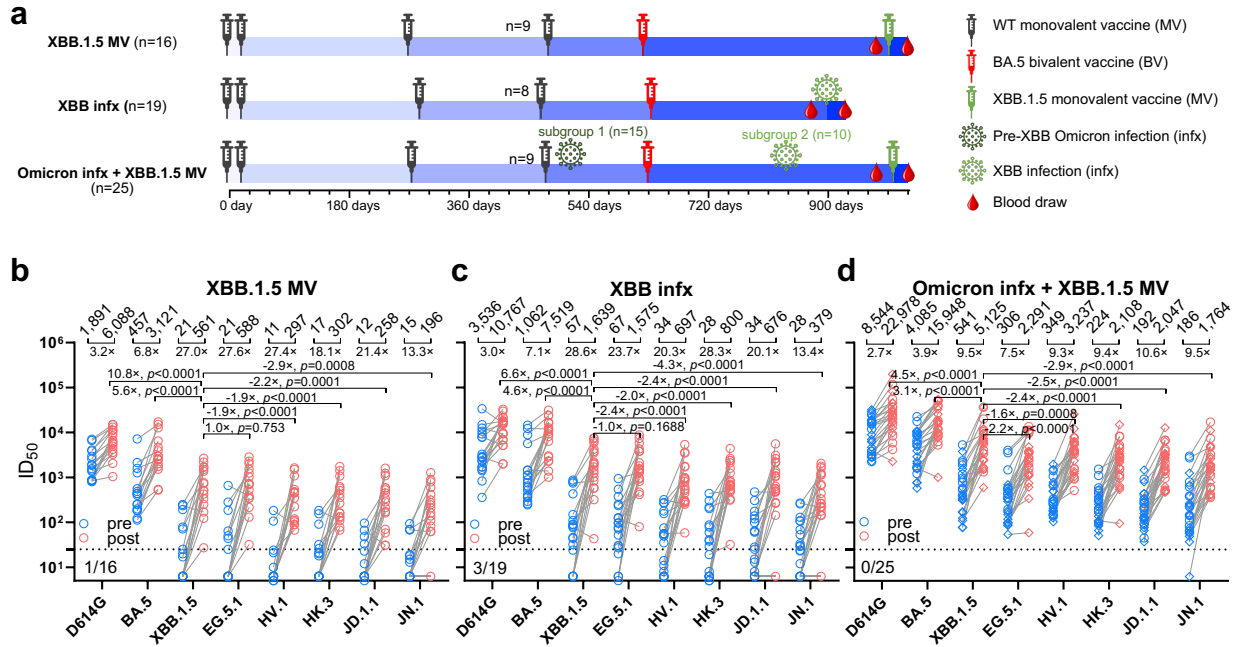 a
XBB.1.5 MV (n=16)
n=9
XBB infx (n=19)
n=8
subgroup 1 (n=15)
subgroup 2 (n=10)
Omicron infx + XBB.1.5 MV
(n=25)
n=9
0 day
180 days
360 days
540 days
720 days
900 days
WT monovalent vaccine (MV)
BA.5 bivalent vaccine (BV)
XBB.1.5 monovalent vaccine (MV)
Pre-XBB Omicron infection (infx)
XBB infection (infx)
Blood draw
b
XBB.1.5 MV
1,891 6,088 457 3,121 21 561 21 588 11 297 17 302 12 258 15 196
3.2× 6.8× 27.0× 27.6× 27.4× 18.1× 21.4× 13.3×
-2.9×, p=0.0008
10.8×, p<0.0001
-2.2×, p=0.0001
5.6×, p<0.0001
-1.9×, p<0.0001
-1.9×, p<0.0001
1.0×, p=0.753
ID50
10^6
10^5
10^4
10^3
10^2
10^1
pre
post
1/16
D614G
BA.5
XBB.1.5
EG.5.1
HV.1
HK.3
JD.1.1
JN.1
c
XBB infx
3,536 10,767 1,062 7,519 57 1,639 67 1,575 34 697 28 800 34 676 28 379
3.0× 7.1× 28.6× 23.7× 20.3× 28.3× 20.1× 13.4×
-4.3×, p<0.0001
6.6×, p<0.0001
-2.4×, p<0.0001
4.6×, p<0.0001
-2.0×, p<0.0001
-2.4×, p<0.0001
-1.0×, p=0.1688
pre
post
3/19
D614G
BA.5
XBB.1.5
EG.5.1
HV.1
HK.3
JD.1.1
JN.1
d
Omicron infx + XBB.1.5 MV
8,544 22,978 4,085 15,948 541 5,125 306 2,291 349 3,237 224 2,108 192 2,047 186 1,764
2.7× 3.9× 9.5× 7.5× 9.3× 9.4× 10.6× 9.5×
-2.9×, p<0.0001
4.5×, p<0.0001
-2.5×, p<0.0001
3.1×, p<0.0001
-2.4×, p<0.0001
-1.6×, p=0.0008
-2.2×, p<0.0001
pre
post
0/25
D614G
BA.5
XBB.1.5
EG.5.1
HV.1
HK.3
JD.1.1
JN.1